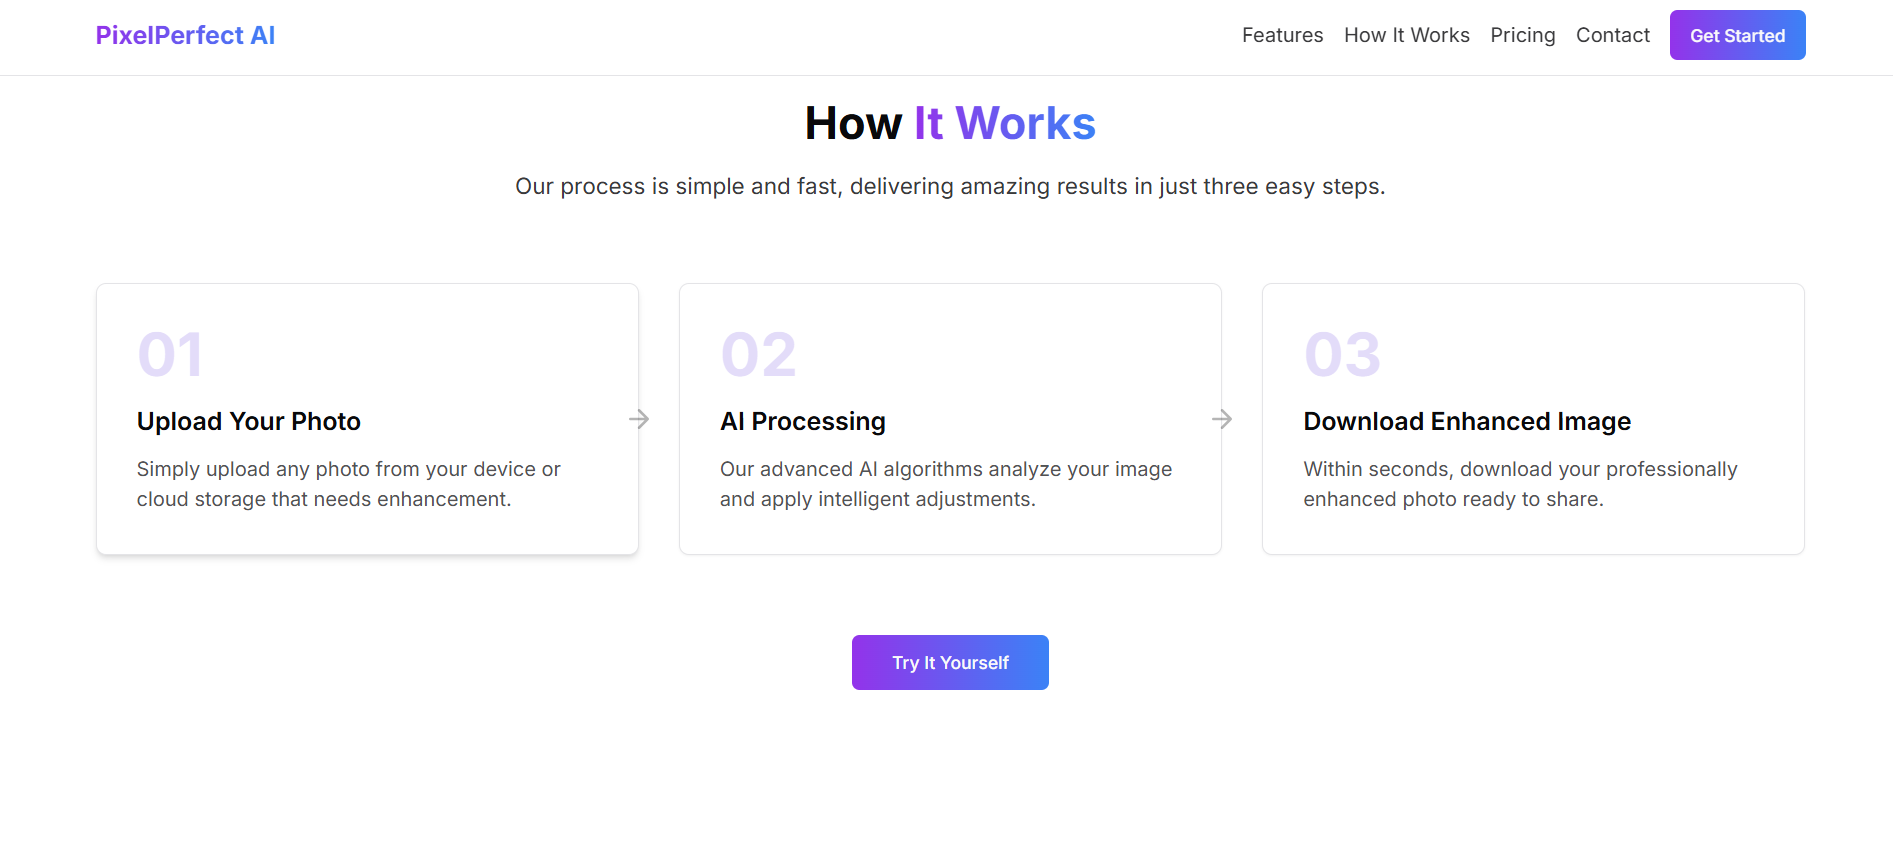 PixelPerfect AI
Features
How It Works
Pricing
Contact
Get Started
How It Works
Our process is simple and fast, delivering amazing results in just three easy steps.
01
Upload Your Photo
Simply upload any photo from your device or
cloud storage that needs enhancement.
02
AI Processing
Our advanced AI algorithms analyze your image
and apply intelligent adjustments.
03
Download Enhanced Image
Within seconds, download your professionally
enhanced photo ready to share.
Try It Yourself